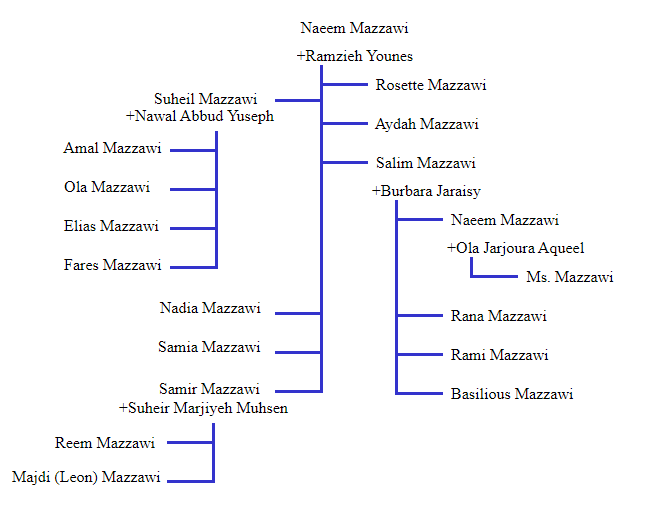 Naeem Mazzawi
+Ramzieh Younes
Rosette Mazzawi
Suheil Mazzawi
+Nawal Abbud Yuseph
Aydah Mazzawi
Amal Mazzawi
Salim Mazzawi
Ola Mazzawi
+Burbara Jaraisy
Elias Mazzawi
Naeem Mazzawi
+Ola Jarjoura Aqueel
Fares Mazzawi
Ms. Mazzawi
Nadia Mazzawi
Rana Mazzawi
Samia Mazzawi
Rami Mazzawi
Samir Mazzawi
+Suheir Marjiyeh Muhsen
Basilious Mazzawi
Reem Mazzawi
Majdi (Leon) Mazzawi